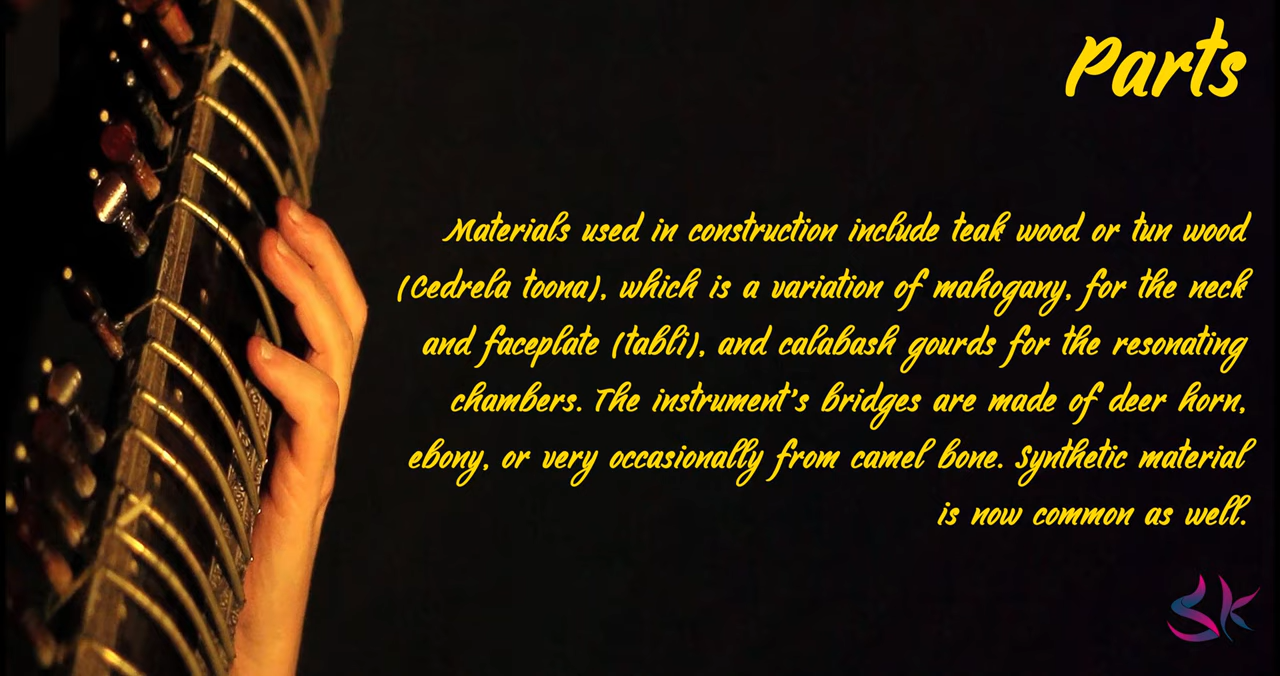 Parts
Materials used in construction include teak wood or tun wood
(Cedrela toona), which is a variation of mahogany, for the neck
and faceplate (tabli), and calabash gourds for the resonating
chambers. The instrument's bridges are made of deer horn,
ebony, or very occasionally from camel bone. Synthetic material
is now common as well.
SK